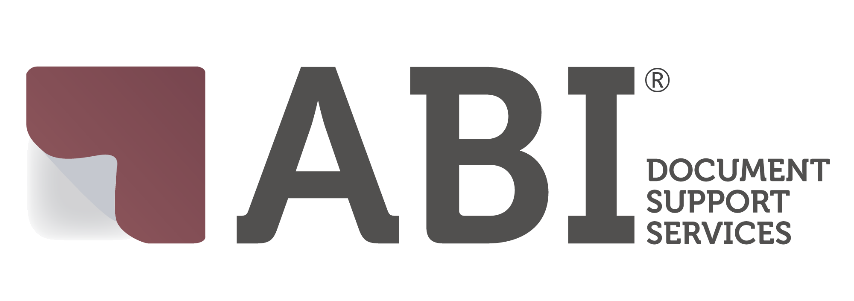 ABI®
DOCUMENT
SUPPORT
SERVICES